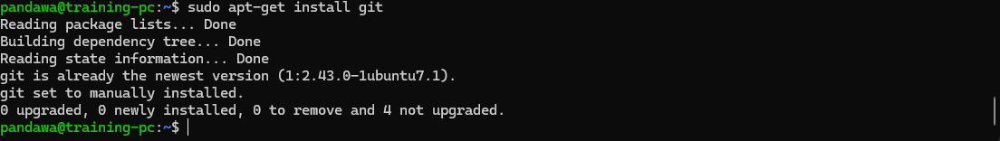 pandawa@training-pc:~$ sudo apt-get install git
Reading package lists... Done
Building dependency tree... Done
Reading state information... Done
git is already the newest version (1:2.43.0-1ubuntu7.1).
git set to manually installed.
0 upgraded, 0 newly installed, 0 to remove and 4 not upgraded.
pandawa@training-pc:~$